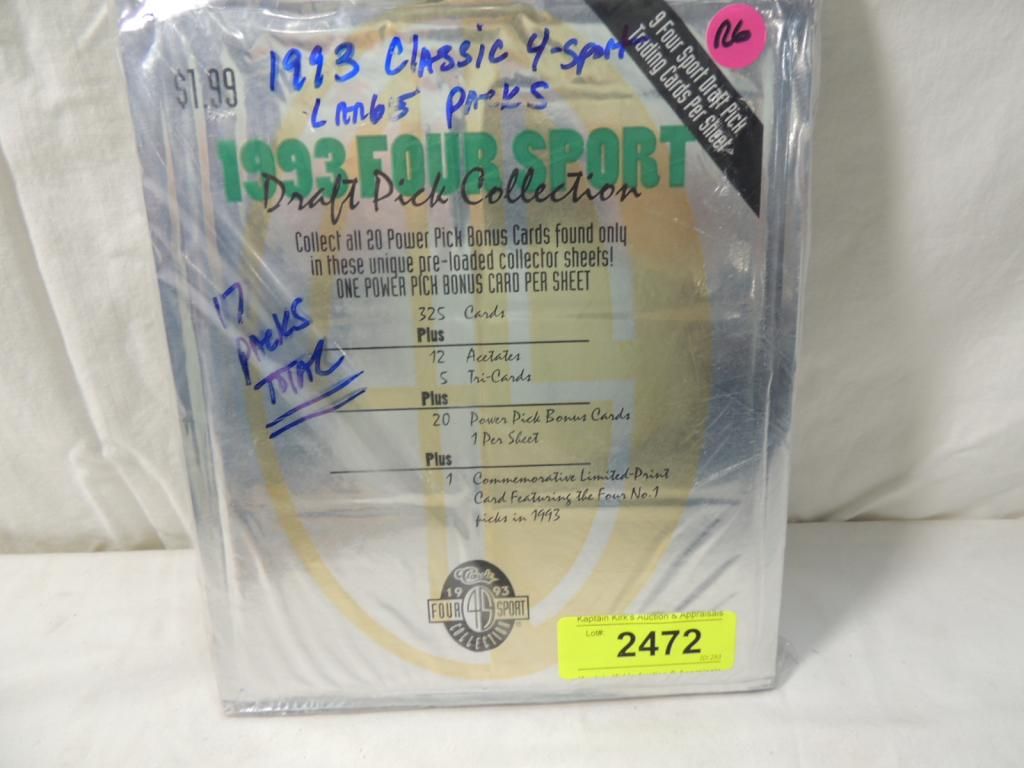 $1.99
1993 Classic 4-Sport
Large Packs
9 Four Sport Draft Pick
Trading Cards Per Sheet
R6
1993 FOUR SPORT
Draft Pick Collection
Collect all 20 Power Pick Bonus Cards found only
in these unique pre-loaded collector sheets!
ONE POWER PICK BONUS CARD PER SHEET
17
Packs
TOTAL
325 Cards
Plus
12 Acetates
5 Tri-Cards
Plus
20 Power Pick Bonus Cards
1 Per Sheet
Plus
1 Commemorative Limited-Print
Card Featuring the Four No.1
picks in 1993
Classic
19 93
FOUR 4S SPORT
COLLECTION
Kaptain Kirk's Auction & Appraisals
Lot#: 2472